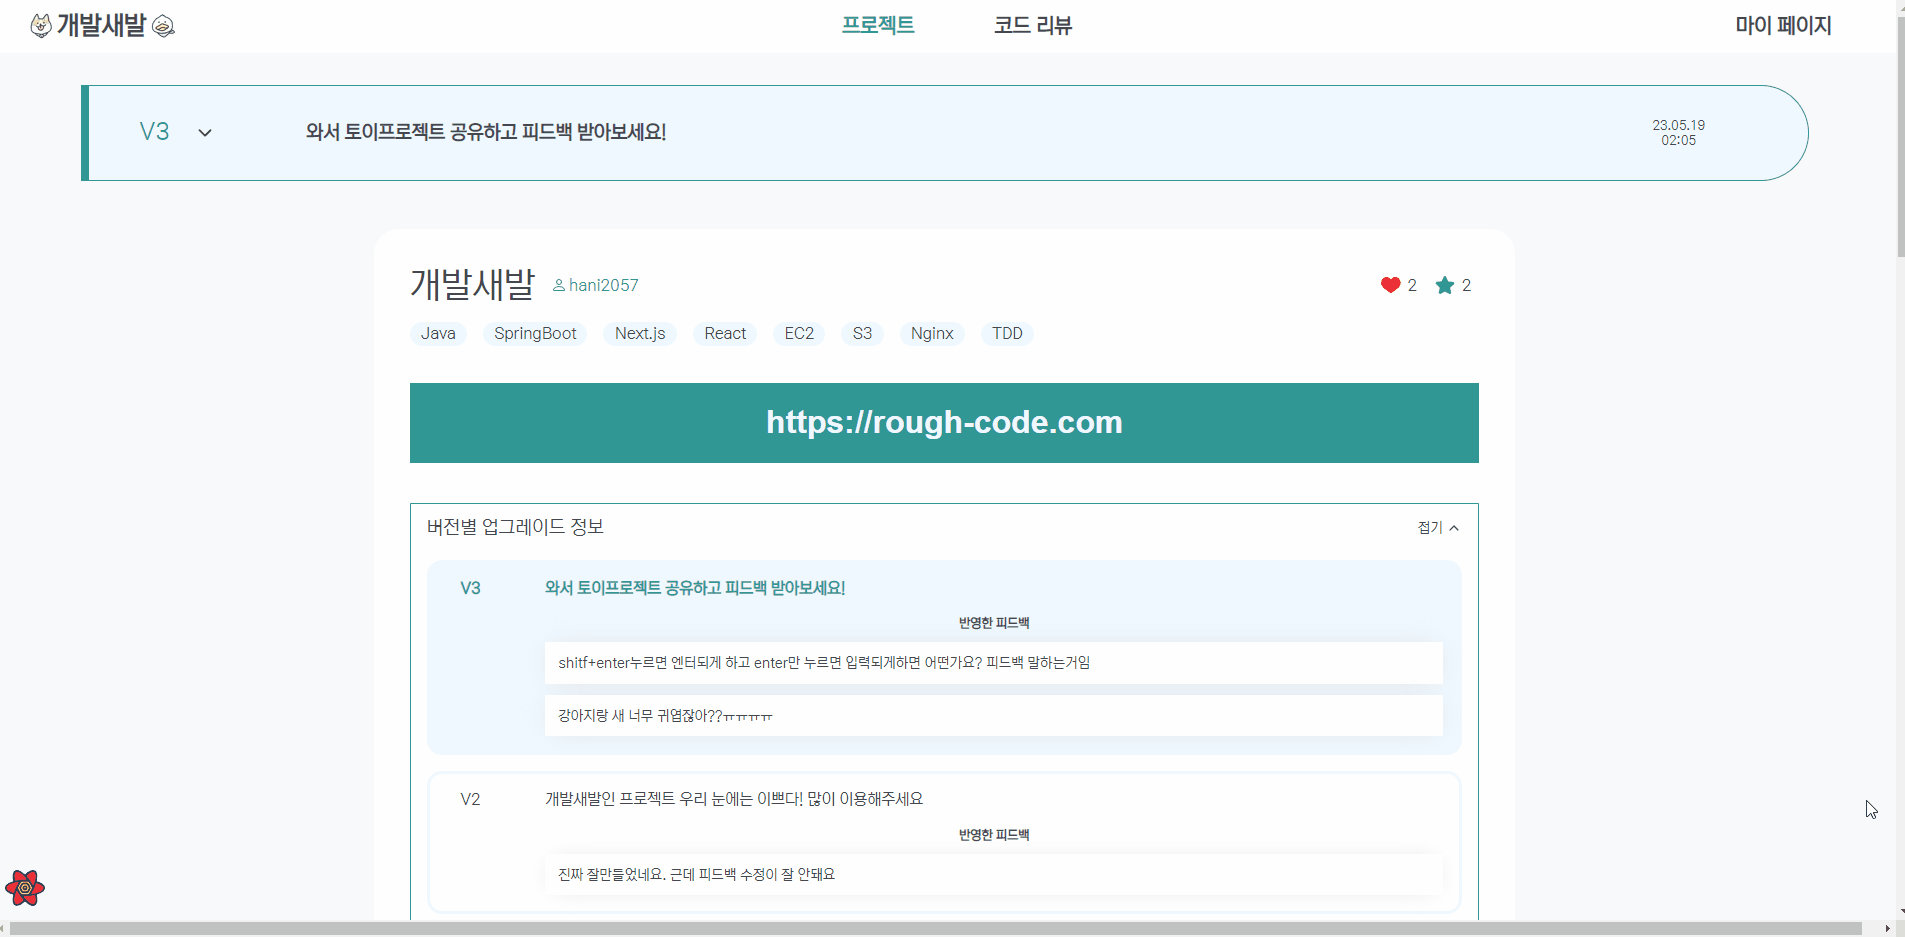 개발새발
프로젝트
코드 리뷰
마이 페이지
V3
와서 토이프로젝트 공유하고 피드백 받아보세요!
23.05.19
02:05
개발새발
hani2057
2
2
Java
SpringBoot
Next.js
React
EC2
S3
Nginx
TDD
https://rough-code.com
버전별 업그레이드 정보
접기
V3
와서 토이프로젝트 공유하고 피드백 받아보세요!
반영한 피드백
shitf+enter누르면 엔터되게 하고 enter만 누르면 입력되게하면 어떤가요? 피드백 말하는거임
강아지랑 새 너무 귀엽잖아??ㅠㅠㅠㅠ
V2
개발새발인 프로젝트 우리 눈에는 이쁘다! 많이 이용해주세요
반영한 피드백
진짜 잘만들었네요. 근데 피드백 수정이 잘 안돼요